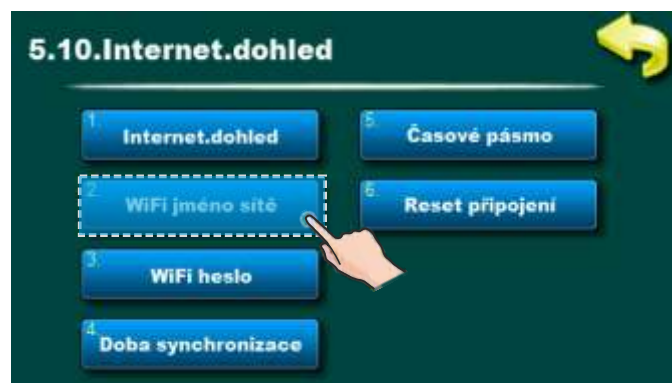 5.10.Internet.dohled
1. Internet.dohled
2. WiFi jméno sítě
3. WiFi heslo
4. Doba synchronizace
5. Časové pásmo
6. Reset připojení